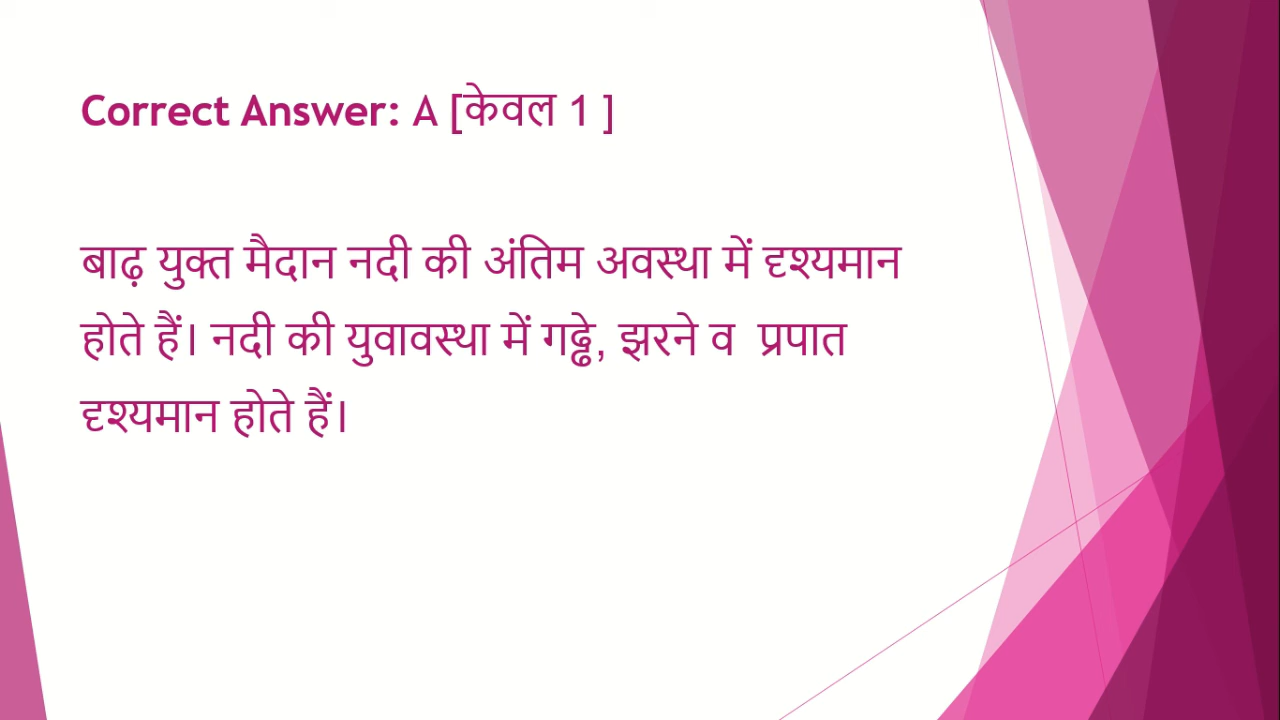 Correct Answer: A [केवल 1 ]
बाढ़ युक्त मैदान नदी की अंतिम अवस्था में दृश्यमान
होते हैं। नदी की युवावस्था में गढ्ढे, झरने व प्रपात
दृश्यमान होते हैं।